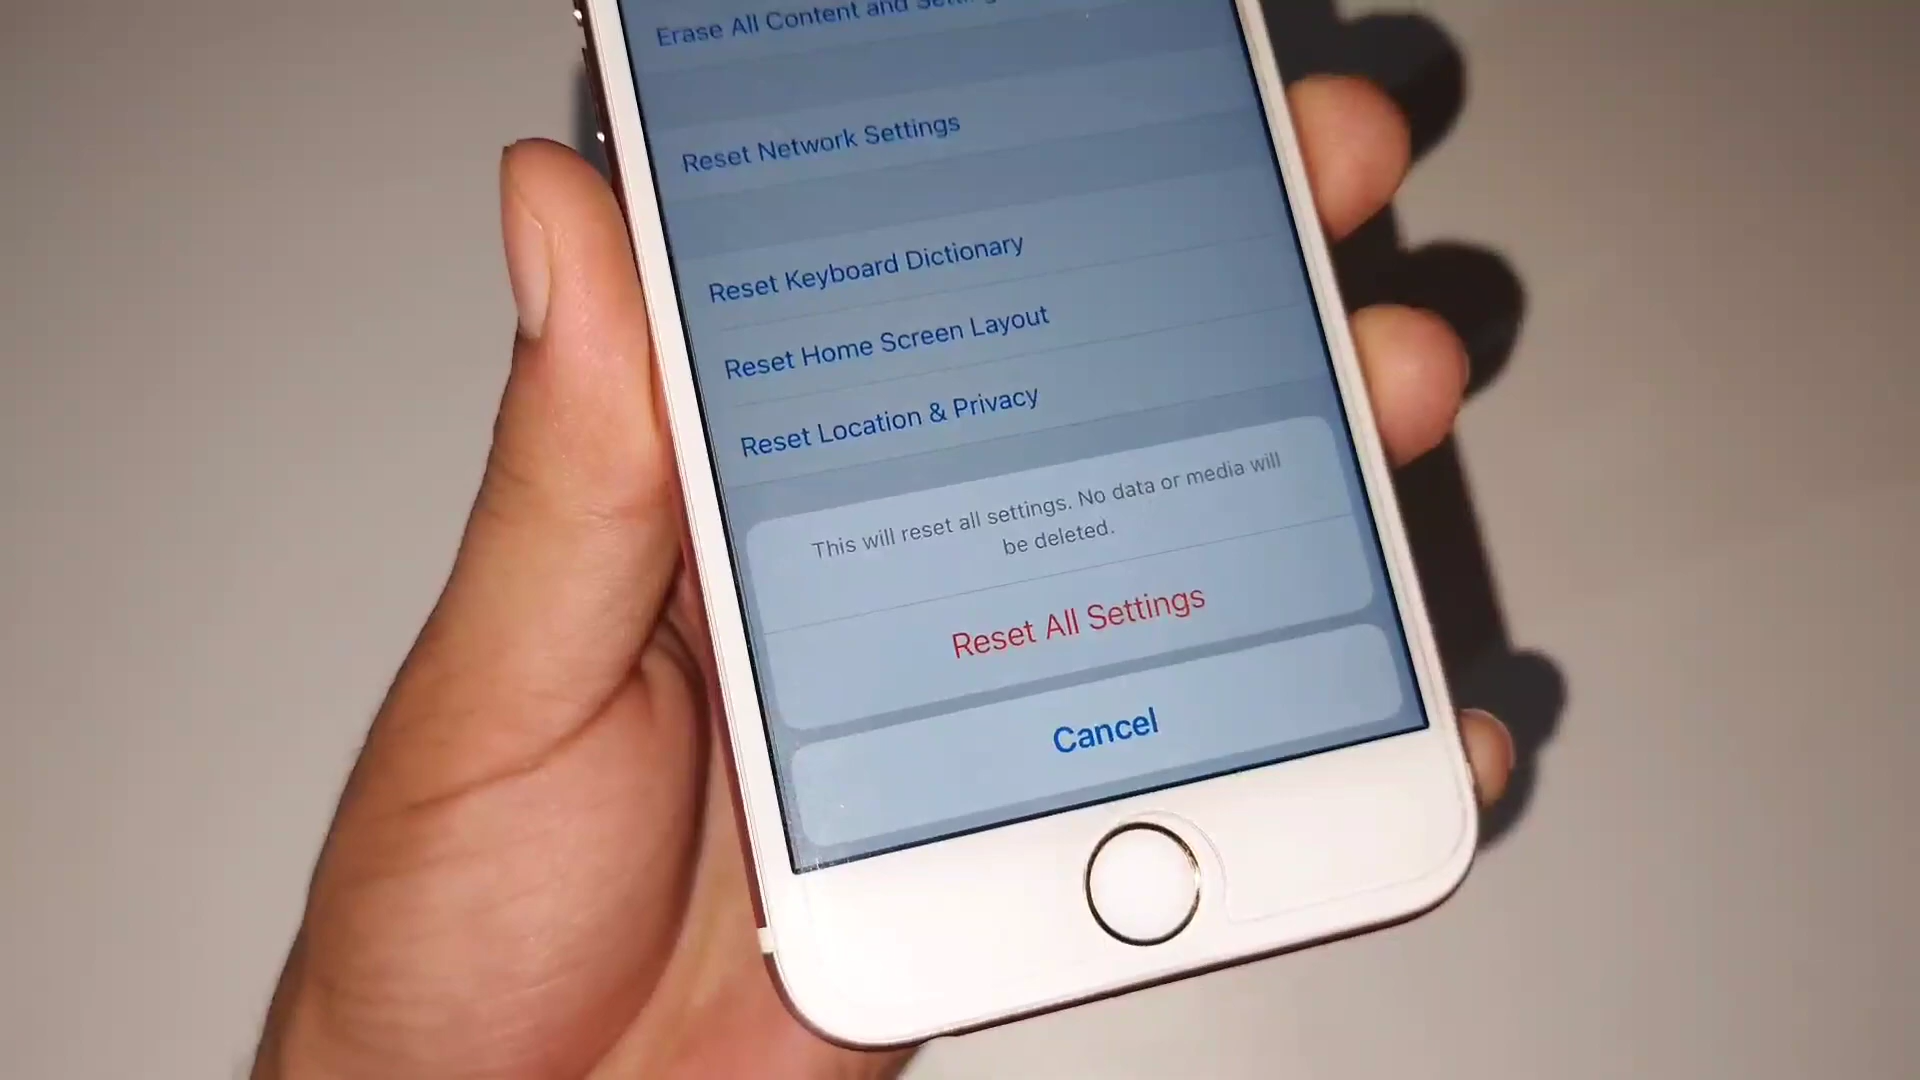 Erase All Content and
Reset Network Settings
Reset Keyboard Dictionary
Reset Home Screen Layout
Reset Location & Privacy
This will reset all settings. No data or media will
be deleted.
Reset All Settings
Cancel